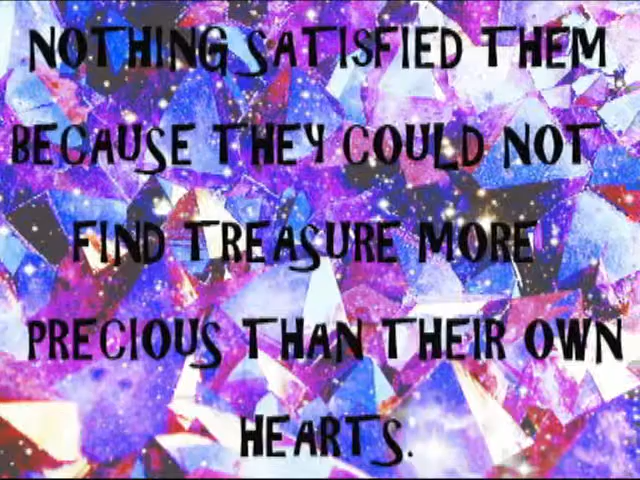 NOTHING SATISFIED THEM
BECAUSE THEY COULD NOT
FIND TREASURE MORE
PRECIOUS THAN THEIR OWN
HEARTS.